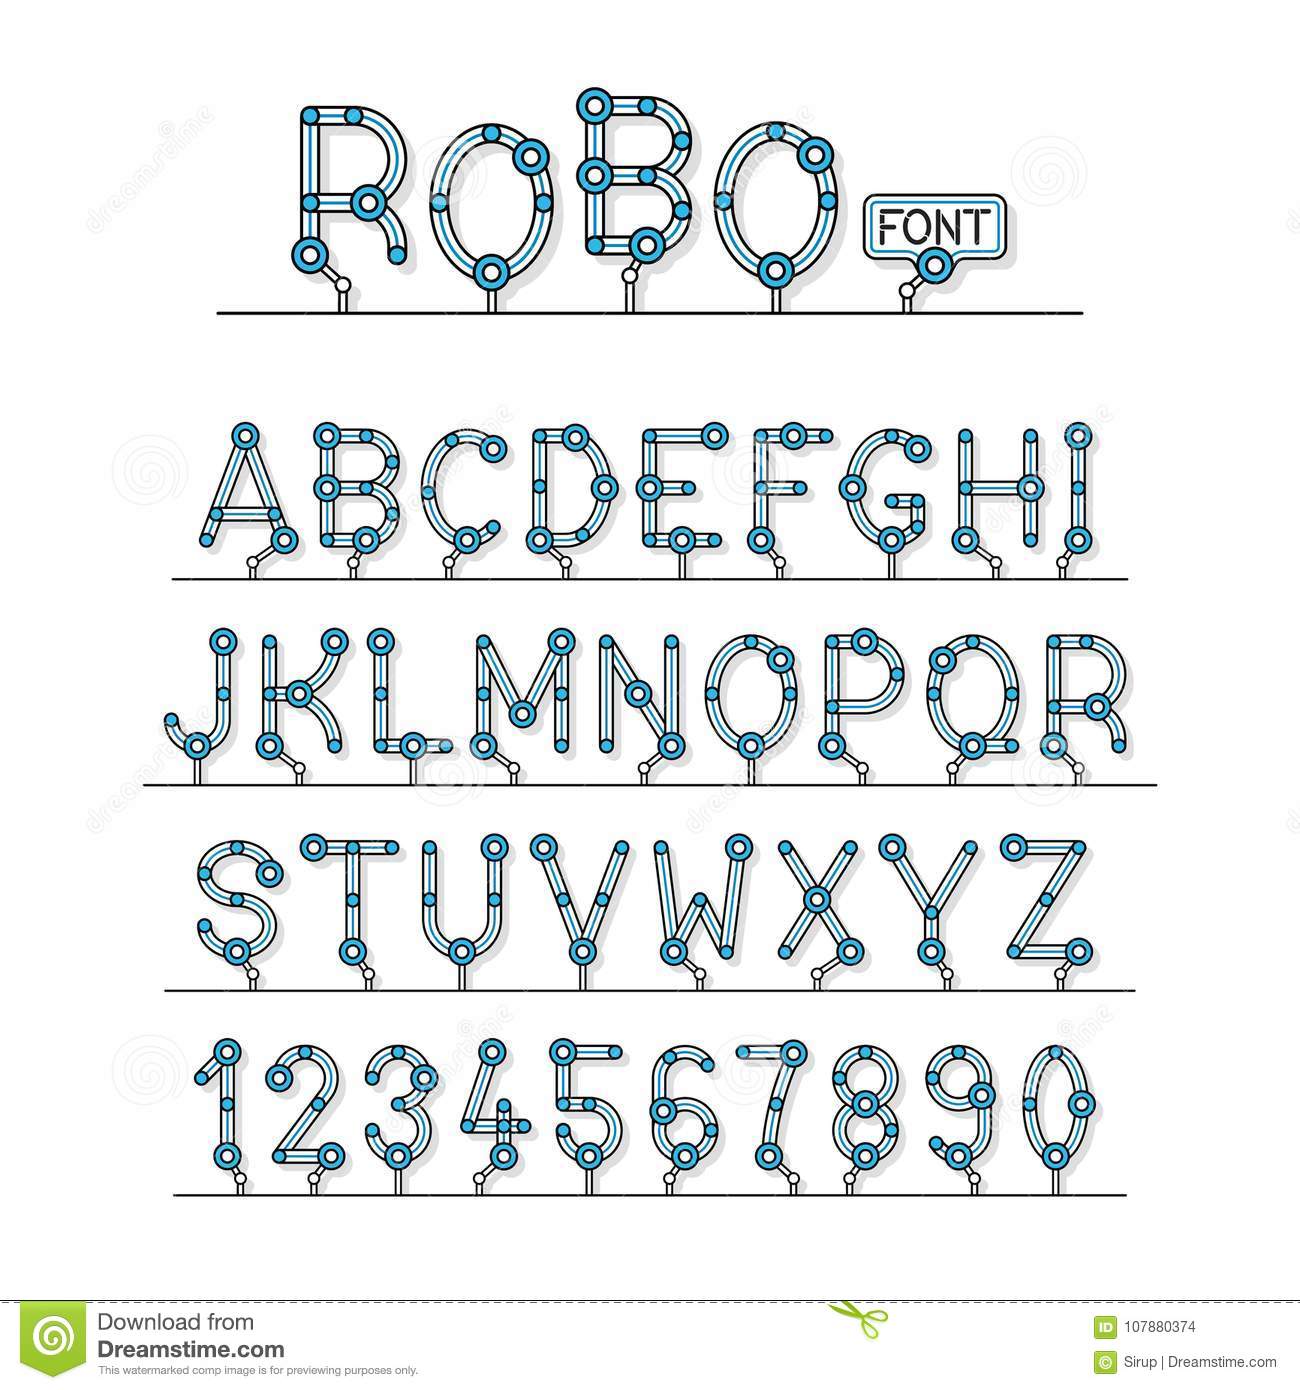 ROBO FONT
ABCDEFGHI
JKLMNOPQR
STUVWXYZ
1234567890
Download from
Dreamstime.com
This watermarked comp image is for previewing purposes only.
ID 107880374
© Sirup | Dreamstime.com